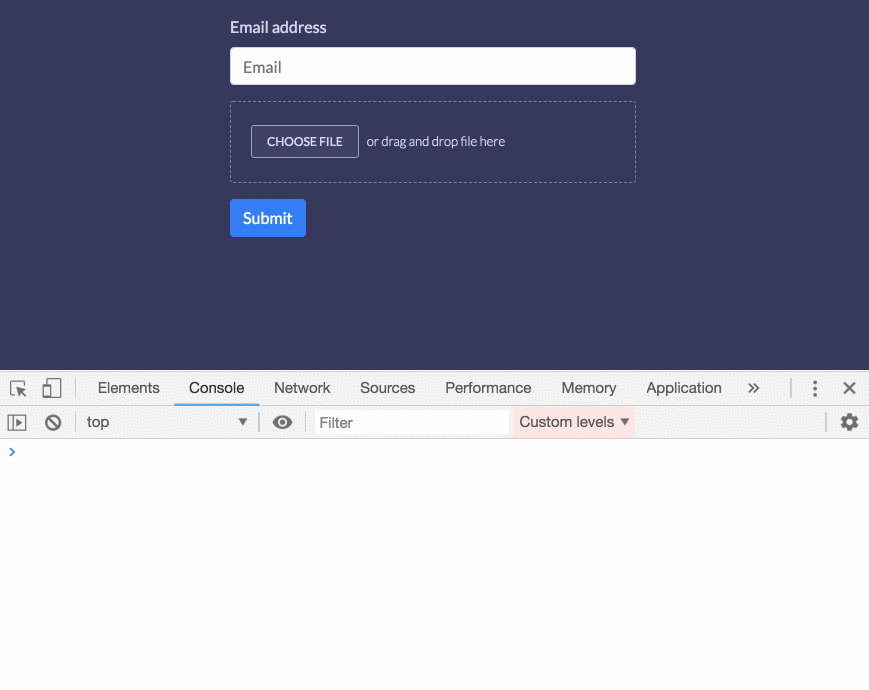 Email address
Email
CHOOSE FILE or drag and drop file here
Submit
Elements Console Network Sources Performance Memory Application
top Filter Custom levels